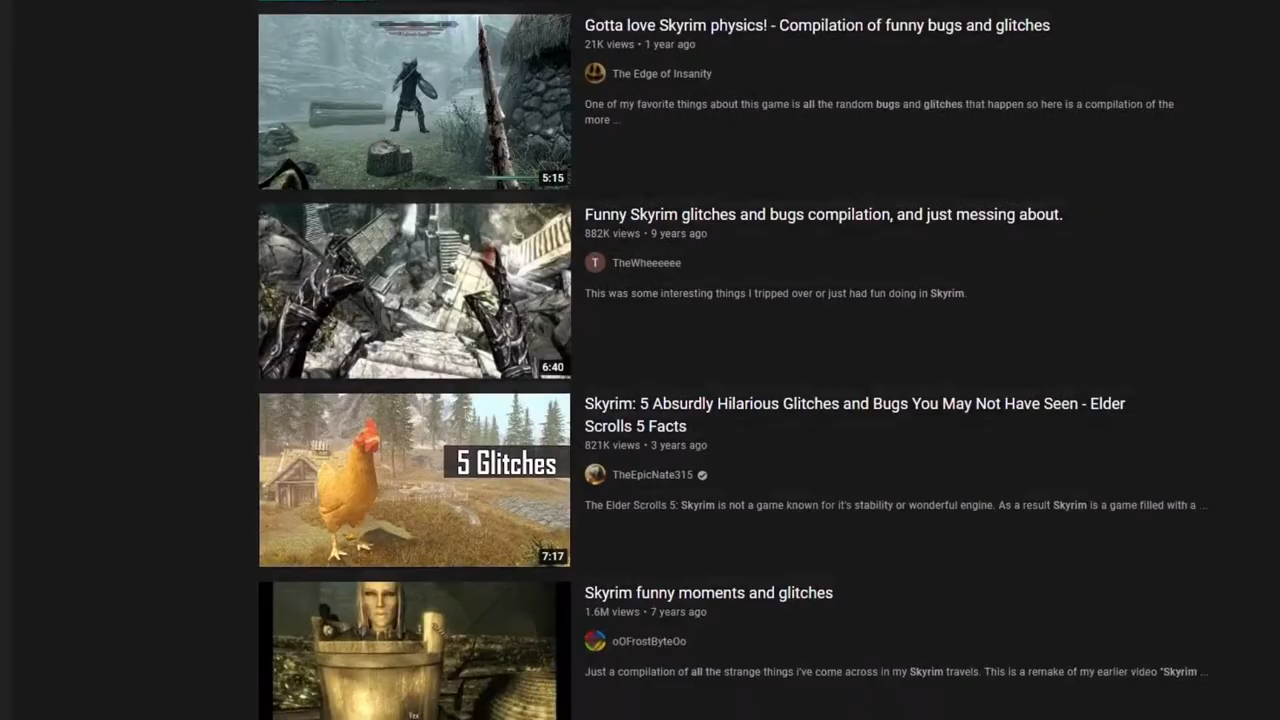 Gotta love Skyrim physics! - Compilation of funny bugs and glitches
21K views • 1 year ago
The Edge of Insanity
One of my favorite things about this game is all the random bugs and glitches that happen so here is a compilation of the
more ...
5:15
Funny Skyrim glitches and bugs compilation, and just messing about.
882K views • 9 years ago
T TheWheeeeee
This was some interesting things I tripped over or just had fun doing in Skyrim.
6:40
Skyrim: 5 Absurdly Hilarious Glitches and Bugs You May Not Have Seen - Elder
Scrolls 5 Facts
821K views • 3 years ago
5 Glitches
TheEpicNate315
The Elder Scrolls 5: Skyrim is not a game known for it's stability or wonderful engine. As a result Skyrim is a game filled with a ...
7:17
Skyrim funny moments and glitches
1.6M views • 7 years ago
oOFrostByteOo
Just a compilation of all the strange things i've come across in my Skyrim travels. This is a remake of my earlier video "Skyrim ...
Yes